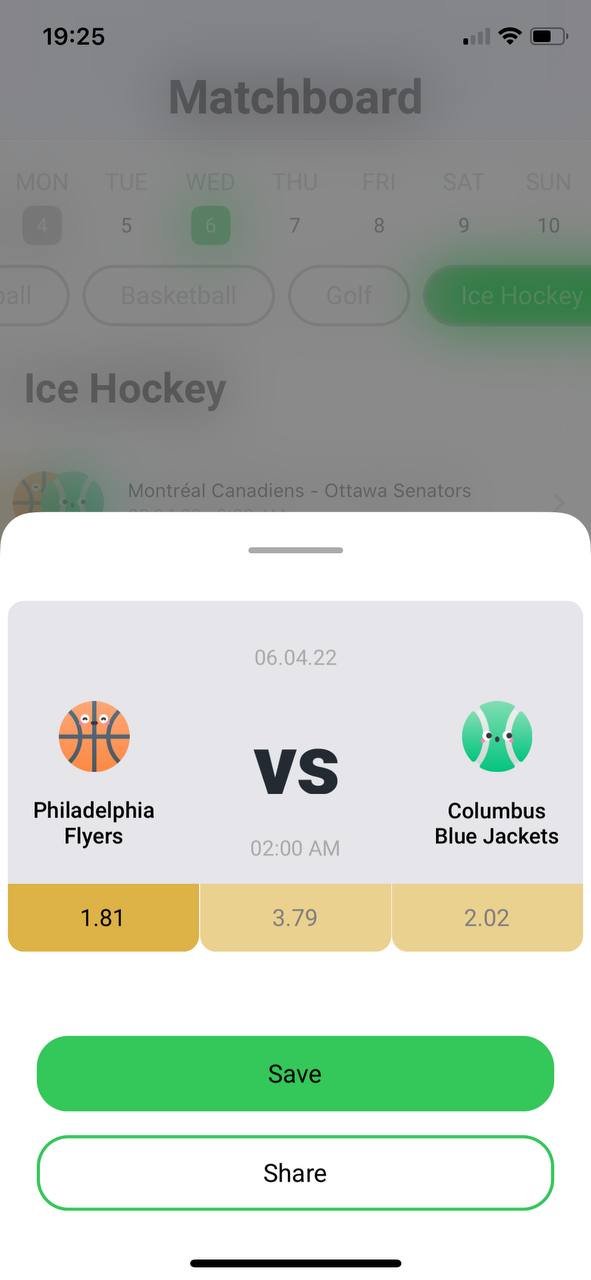 19:25
Matchboard
MON TUE WED THU FRI SAT SUN
4 5 6 7 8 9 10
ball Basketball Golf Ice Hockey
Ice Hockey
Montréal Canadiens - Ottawa Senators
06.04.22
VS
Philadelphia
Flyers
Columbus
Blue Jackets
02:00 AM
1.81 3.79 2.02
Save
Share